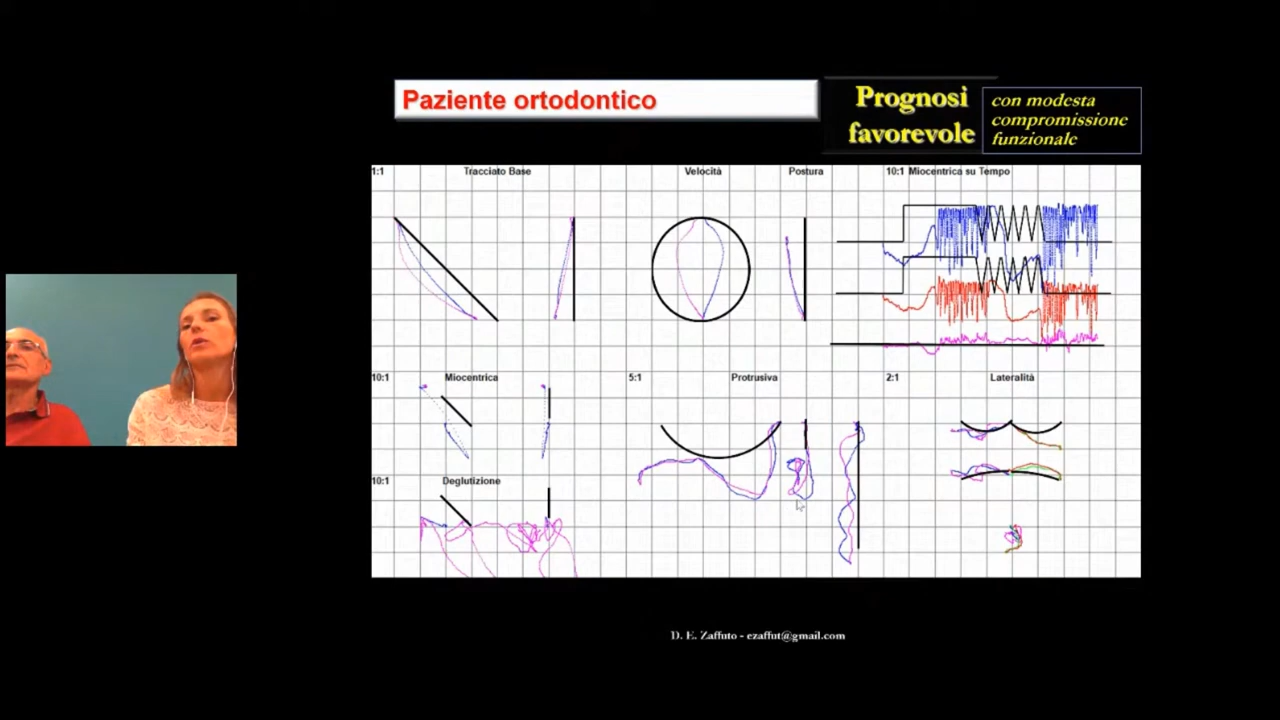 Paziente ortodontico
Prognosi
favorevole
con modesta
compromissione
funzionale
1:1 Tracciato Base Velocità Postura 10:1 Miocentrica su Tempo
10:1 Miocentrica 5:1 Protrusiva 2:1 Lateralità
10:1 Deglutizione
D. E. Zaffuto - ezaffut@gmail.com